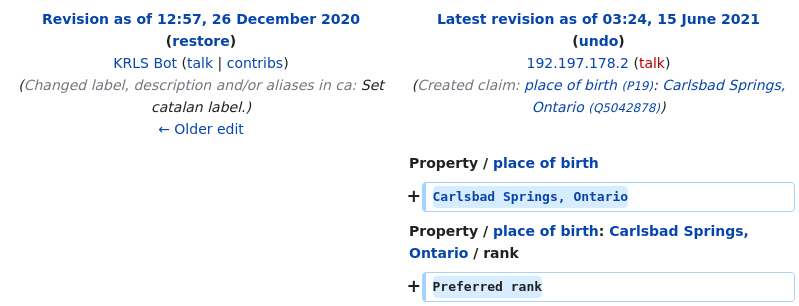 Revision as of 12:57, 26 December 2020
(restore)
KRLS Bot (talk | contribs)
(Changed label, description and/or aliases in ca: Set
catalan label.)
← Older edit
Latest revision as of 03:24, 15 June 2021
(undo)
192.197.178.2 (talk)
(Created claim: place of birth (P19): Carlsbad Springs,
Ontario (Q5042878))
Property / place of birth
+ Carlsbad Springs, Ontario
Property / place of birth: Carlsbad Springs,
Ontario / rank
+ Preferred rank